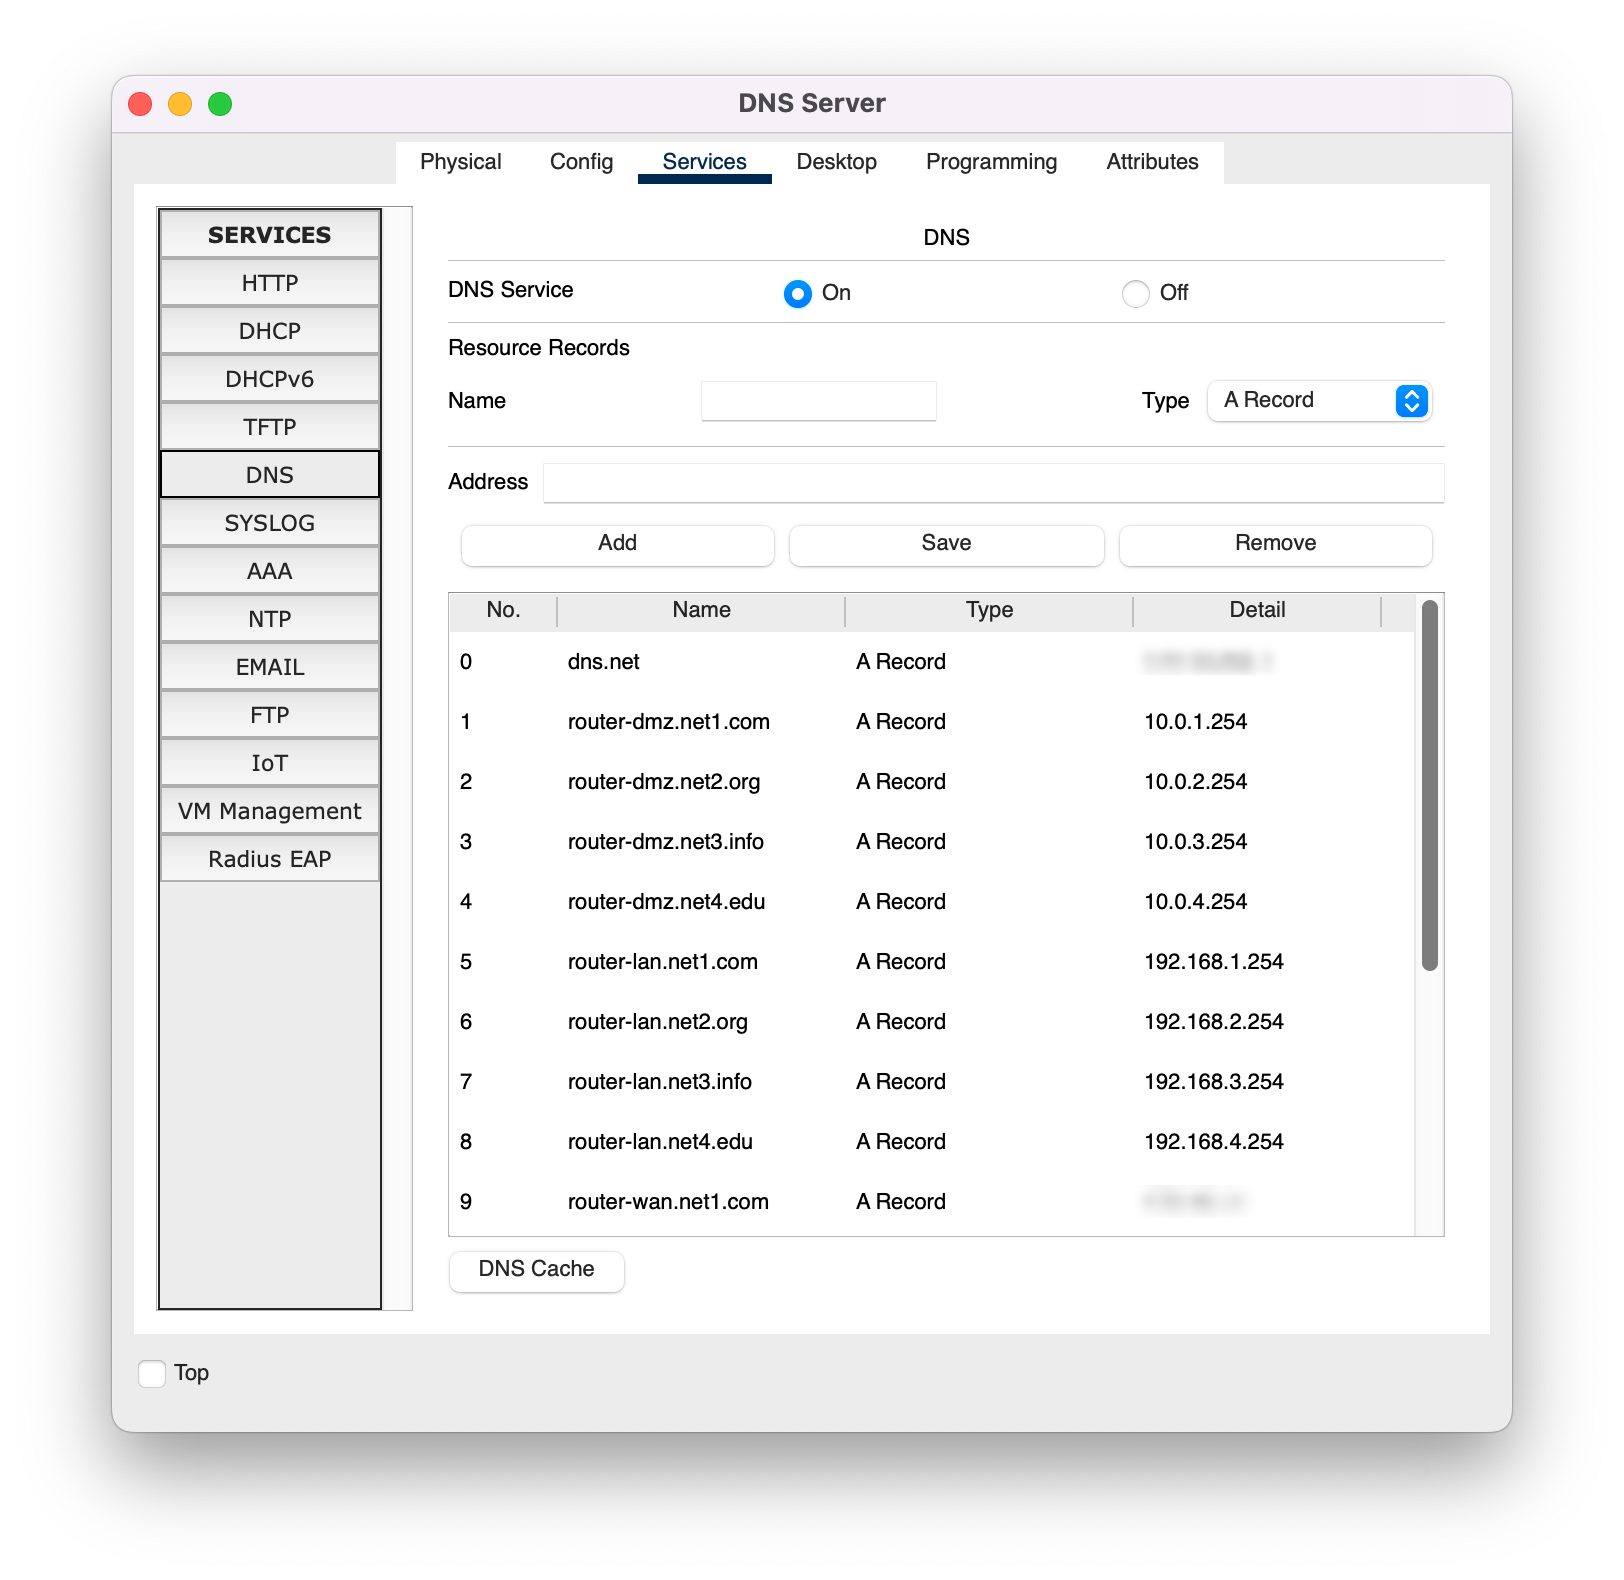 DNS Server
Physical Config Services Desktop Programming Attributes
SERVICES
HTTP
DHCP
DHCPv6
TFTP
DNS
SYSLOG
AAA
NTP
EMAIL
FTP
IoT
VM Management
Radius EAP
DNS
DNS Service On Off
Resource Records
Name Type A Record
Address
Add Save Remove
No. Name Type Detail
0 dns.net A Record
1 router-dmz.net1.com A Record 10.0.1.254
2 router-dmz.net2.org A Record 10.0.2.254
3 router-dmz.net3.info A Record 10.0.3.254
4 router-dmz.net4.edu A Record 10.0.4.254
5 router-lan.net1.com A Record 192.168.1.254
6 router-lan.net2.org A Record 192.168.2.254
7 router-lan.net3.info A Record 192.168.3.254
8 router-lan.net4.edu A Record 192.168.4.254
9 router-wan.net1.com A Record
DNS Cache
Top